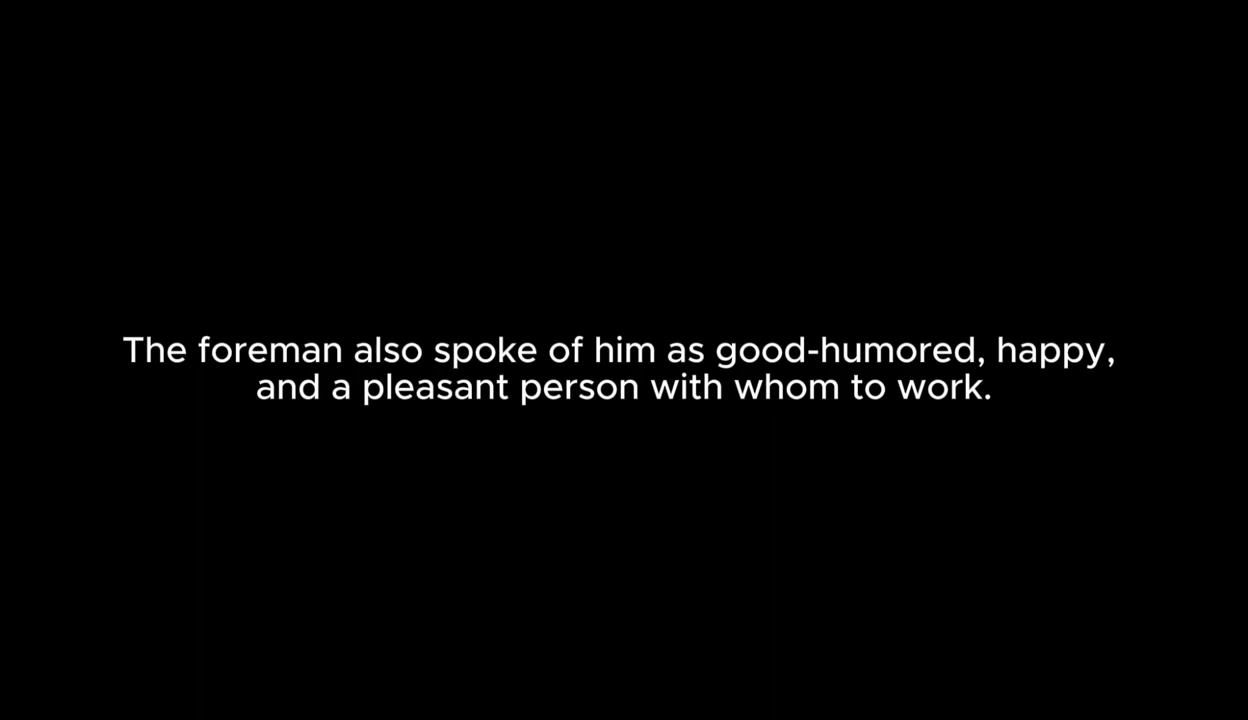 The foreman also spoke of him as good-humored, happy,
and a pleasant person with whom to work.